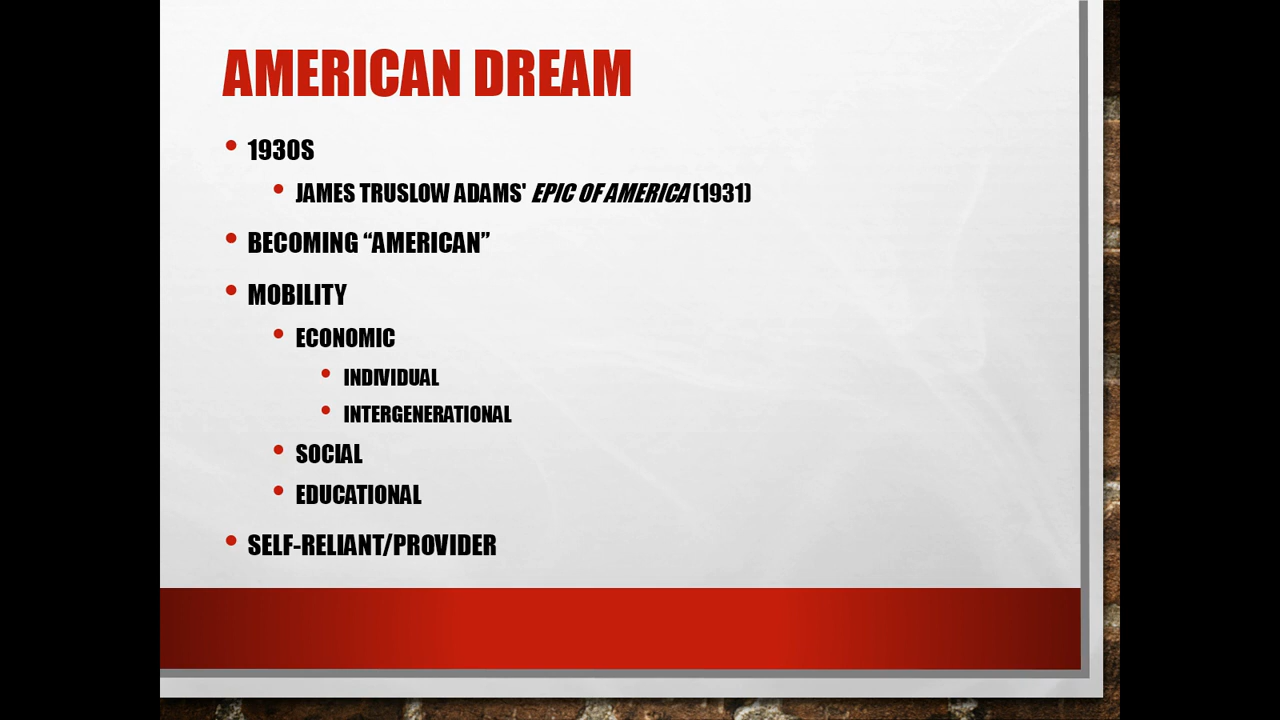 AMERICAN DREAM
• 1930S
• JAMES TRUSLOW ADAMS' EPIC OF AMERICA (1931)
• BECOMING “AMERICAN”
• MOBILITY
• ECONOMIC
• INDIVIDUAL
• INTERGENERATIONAL
• SOCIAL
• EDUCATIONAL
• SELF-RELIANT/PROVIDER